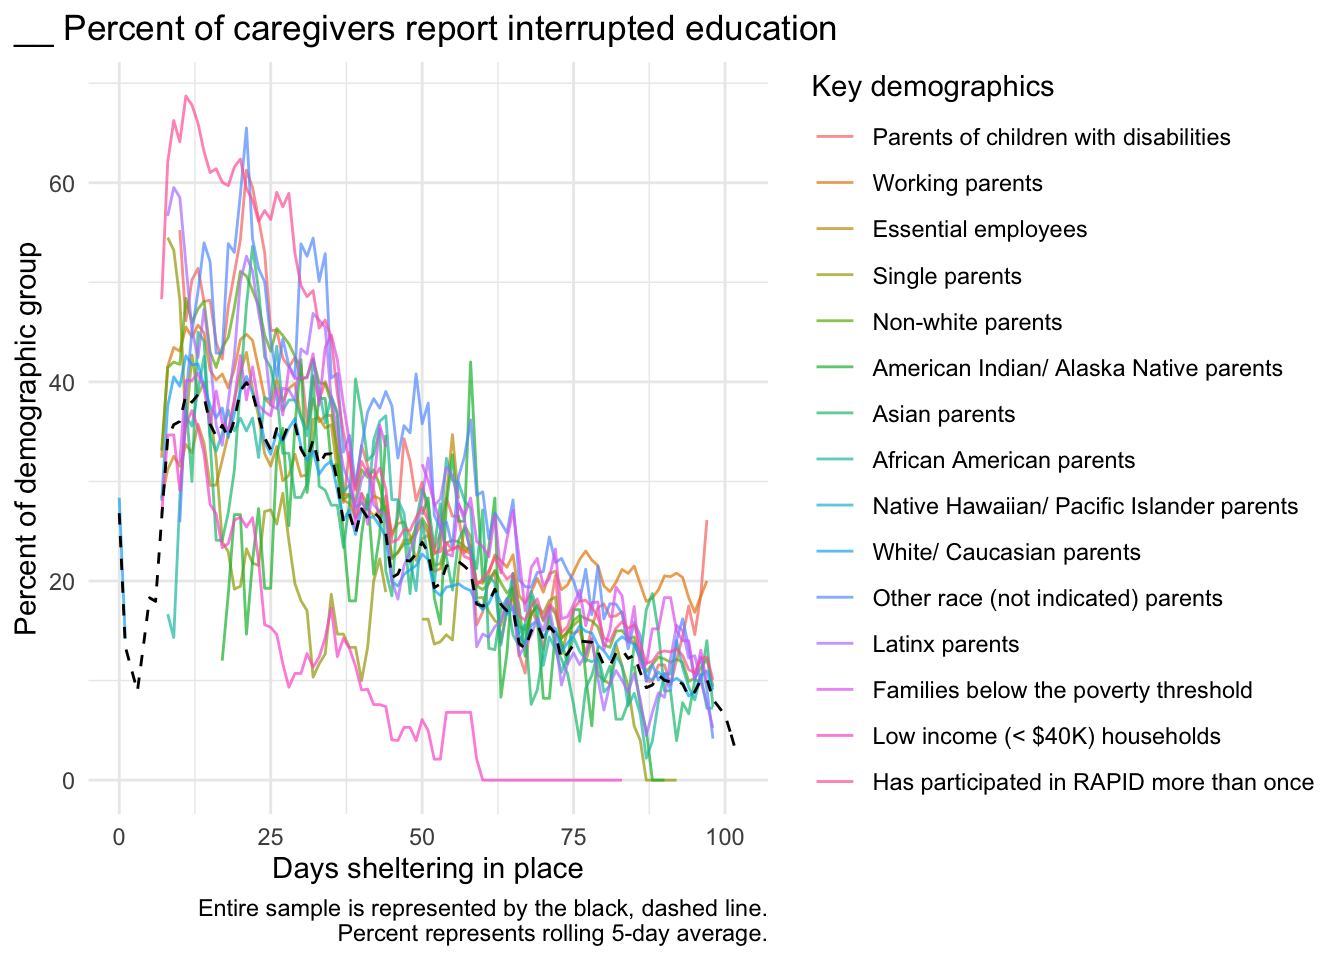 __ Percent of caregivers report interrupted education
Percent of demographic group
60
40
20
0
0 25 50 75 100
Days sheltering in place
Entire sample is represented by the black, dashed line.
Percent represents rolling 5-day average.
Key demographics
Parents of children with disabilities
Working parents
Essential employees
Single parents
Non-white parents
American Indian/ Alaska Native parents
Asian parents
African American parents
Native Hawaiian/ Pacific Islander parents
White/ Caucasian parents
Other race (not indicated) parents
Latinx parents
Families below the poverty threshold
Low income (< $40K) households
Has participated in RAPID more than once